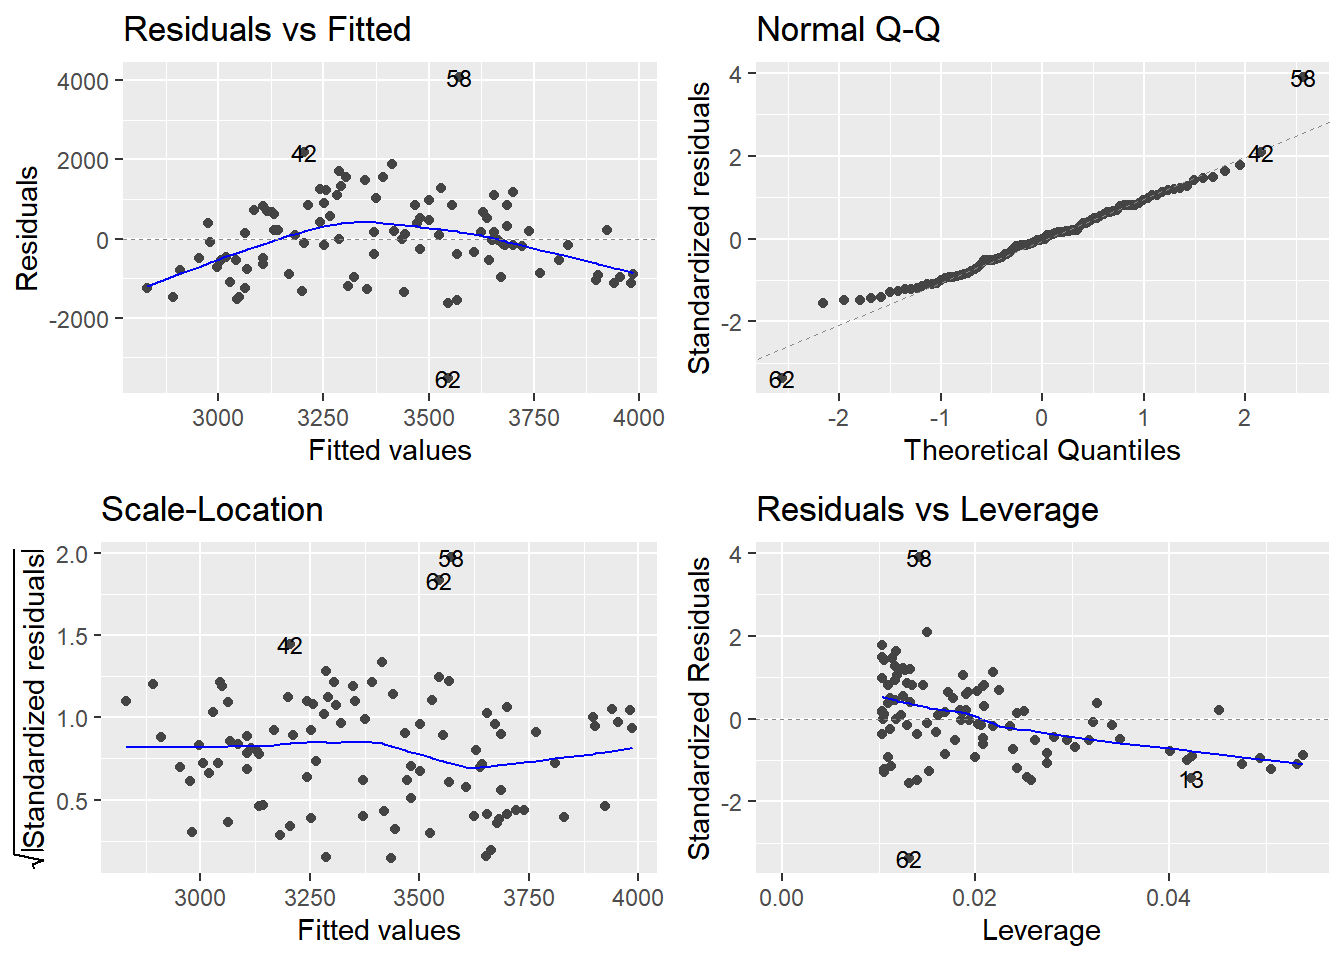 Residuals vs Fitted
4000
2000
0
-2000
Residuals
58
42
62
3000 3250 3500 3750 4000
Fitted values
Normal Q-Q
4
2
0
-2
Standardized residuals
58
42
62
-2 -1 0 1 2
Theoretical Quantiles
Scale-Location
2.0
1.5
1.0
0.5
√|Standardized residuals|
58
62
42
3000 3250 3500 3750 4000
Fitted values
Residuals vs Leverage
4
2
0
-2
Standardized Residuals
58
13
62
0.00 0.02 0.04
Leverage